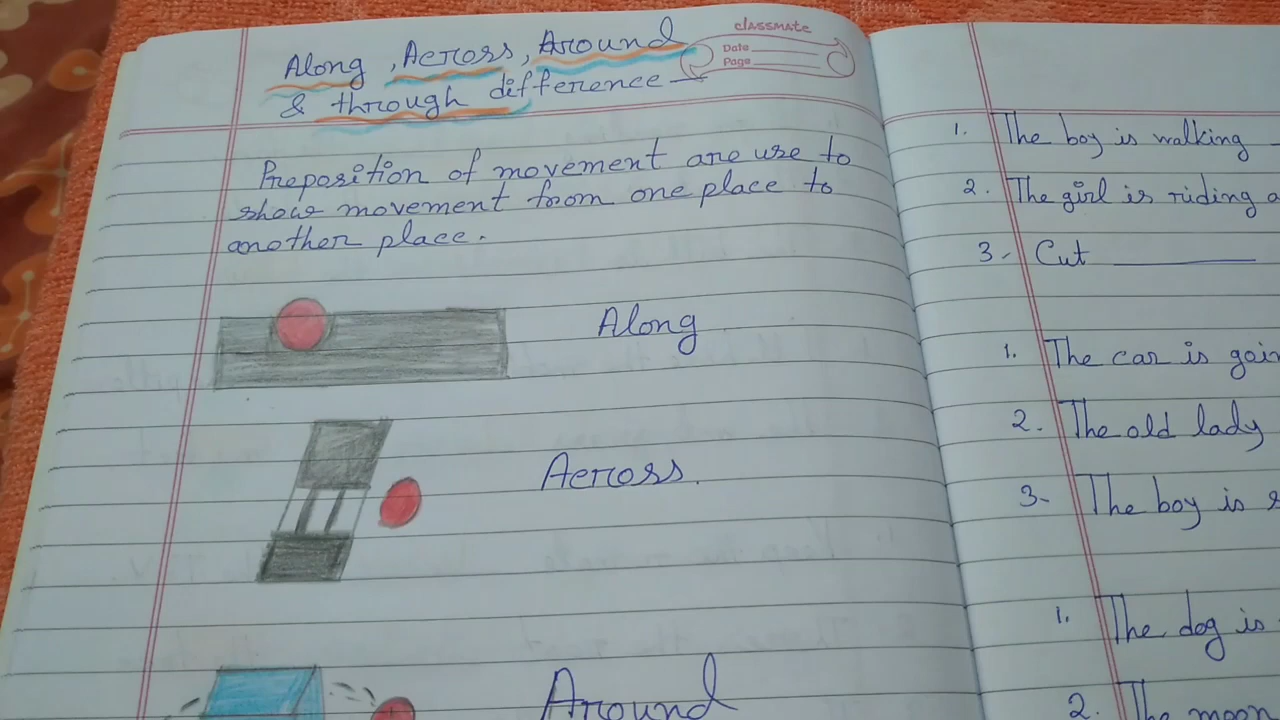 Along, Across, Around
& through difference —
classmate
Date
Page
Preposition of movement are use to
show movement from one place to
another place.
Along
Across.
Around
1. The boy is walking
2. The girl is riding
3. Cut
1. The car is
2. The old lady
3- The boy is
1. The dog is
2. The moon